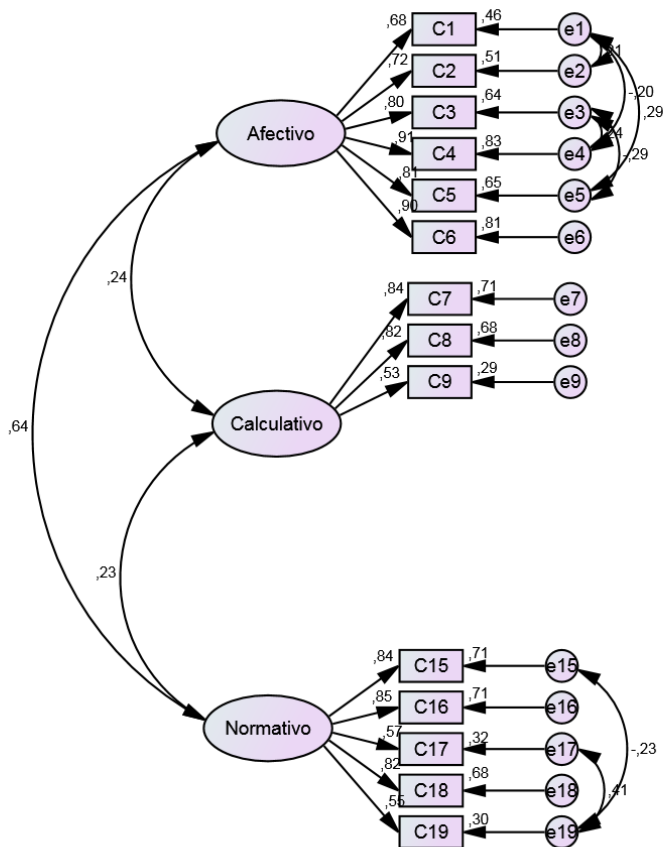 ,68 C1 ,46 e1
,72 C2 ,51 e2
,80 C3 ,64 e3
Afectivo
,91 C4 ,83 e4
,81 C5 ,65 e5
,90 C6 ,81 e6
-,20
,29
-,29
,24
,84 C7 ,71 e7
,82 C8 ,68 e8
,53 C9 ,29 e9
Calculativo
,64
,23
,84 C15 ,71 e15
,85 C16 ,71 e16
Normativo
,57 C17 ,32 e17
-,23
,82 C18 ,68 e18
,41
,55 C19 ,30 e19